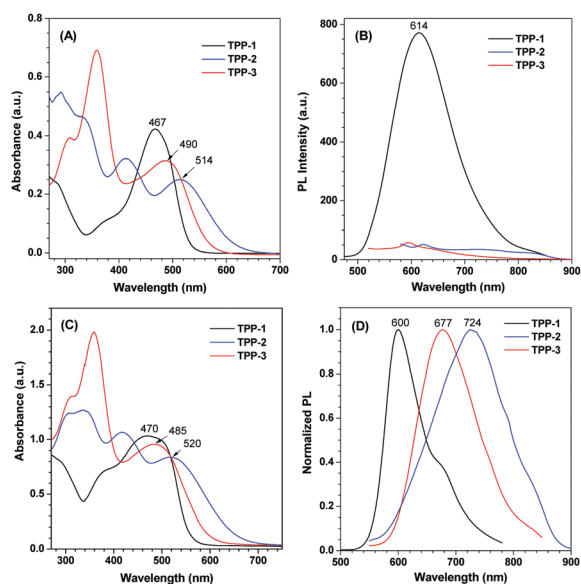 (A)
TPP-1
TPP-2
TPP-3
467
490
514
0.8
0.6
0.4
0.2
0.0
Absorbance (a.u.)
300 400 500 600 700
Wavelength (nm)
(B)
614
TPP-1
TPP-2
TPP-3
800
700
600
500
400
300
200
100
0
PL Intensity (a.u.)
500 600 700 800 900
Wavelength (nm)
(C)
TPP-1
TPP-2
TPP-3
470
485
520
2.0
1.5
1.0
0.5
0.0
Absorbance (a.u.)
300 400 500 600 700
Wavelength (nm)
(D)
600
677
724
TPP-1
TPP-2
TPP-3
1.0
0.8
0.6
0.4
0.2
0.0
Normalized PL
500 600 700 800 900
Wavelength (nm)